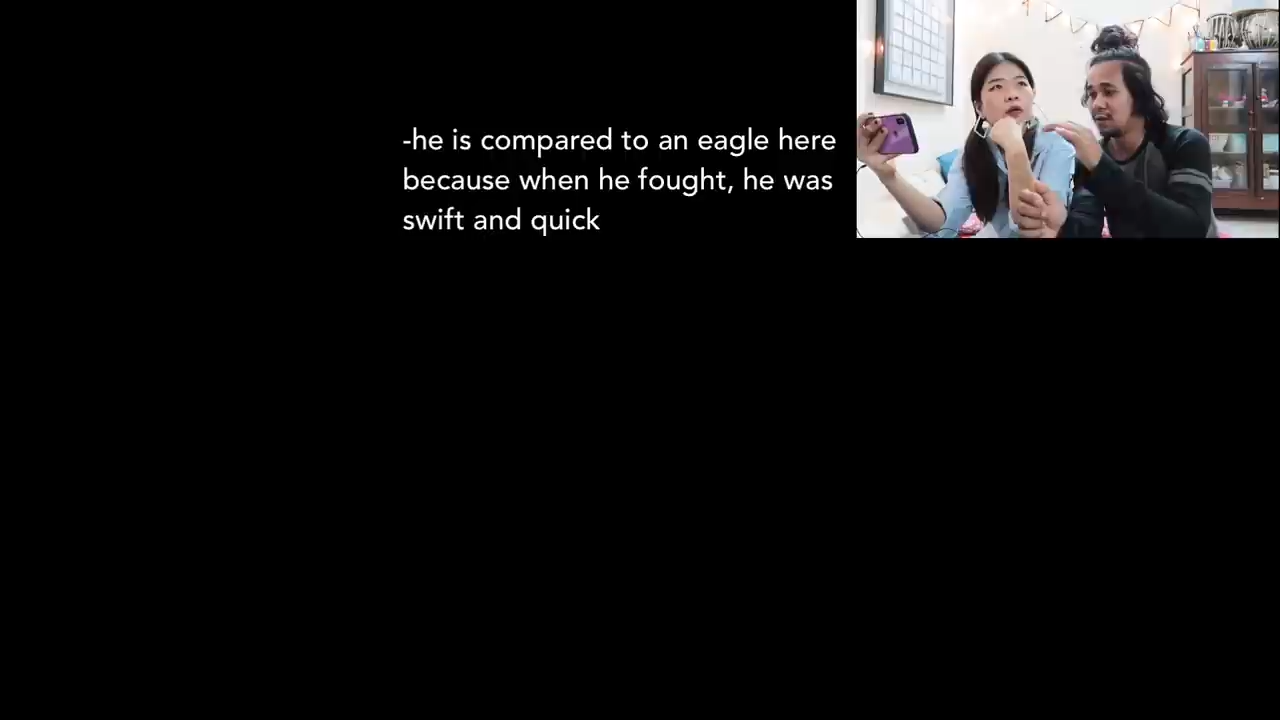 -he is compared to an eagle here
because when he fought, he was
swift and quick